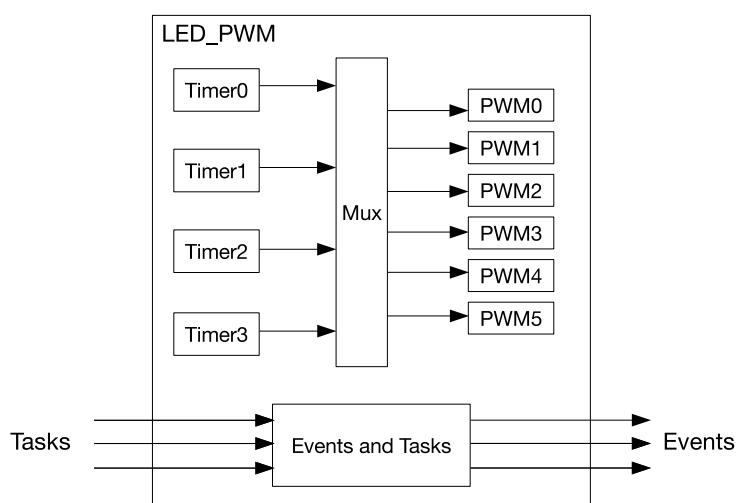 LED_PWM
Timer0
Timer1
Timer2
Timer3
Mux
PWM0
PWM1
PWM2
PWM3
PWM4
PWM5
Tasks
Events and Tasks
Events